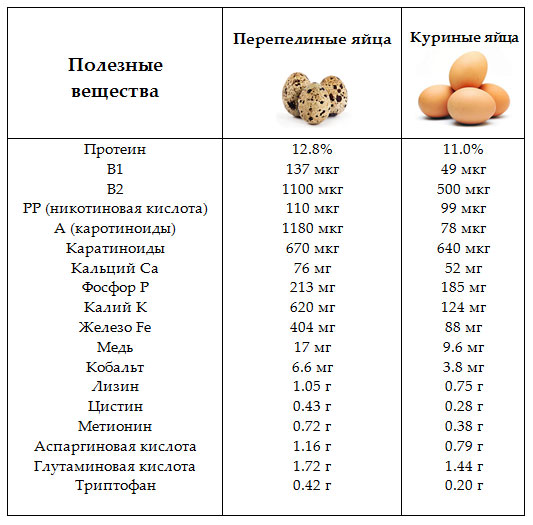 Полезные вещества
Перепелиные яйца
Куриные яйца
Протеин 12.8% 11.0%
В1 137 мкг 49 мкг
В2 1100 мкг 500 мкг
РР (никотиновая кислота) 110 мкг 99 мкг
А (каротиноиды) 1180 мкг 78 мкг
Каратиноиды 670 мкг 640 мкг
Кальций Са 76 мг 52 мг
Фосфор Р 213 мг 185 мг
Калий К 620 мг 124 мг
Железо Fe 404 мг 88 мг
Медь 17 мг 9.6 мг
Кобальт 6.6 мг 3.8 мг
Лизин 1.05 г 0.75 г
Цистин 0.43 г 0.28 г
Метионин 0.72 г 0.38 г
Аспаргиновая кислота 1.16 г 0.79 г
Глутаминовая кислота 1.72 г 1.44 г
Триптофан 0.42 г 0.20 г